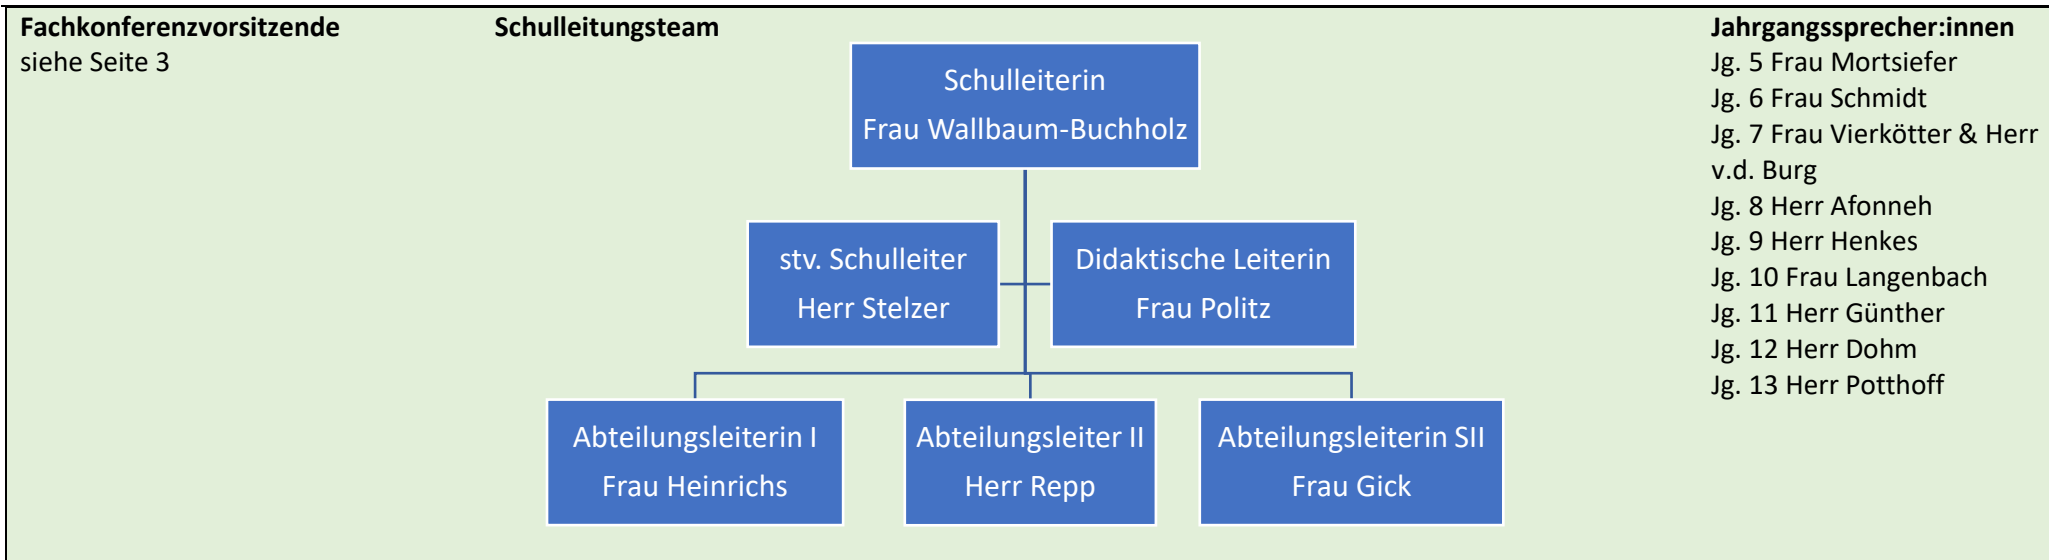 Fachkonferenzvorsitzende
siehe Seite 3
Schulleitungsteam
Schulleiterin
Frau Wallbaum-Buchholz
stv. Schulleiter
Herr Stelzer
Didaktische Leiterin
Frau Politz
Abteilungsleiterin I
Frau Heinrichs
Abteilungsleiter II
Herr Repp
Abteilungsleiterin SII
Frau Gick
Jahrgangssprecher:innen
Jg. 5 Frau Mortsiefer
Jg. 6 Frau Schmidt
Jg. 7 Frau Vierkötter & Herr
v.d. Burg
Jg. 8 Herr Afonneh
Jg. 9 Herr Henkes
Jg. 10 Frau Langenbach
Jg. 11 Herr Günther
Jg. 12 Herr Dohm
Jg. 13 Herr Potthoff